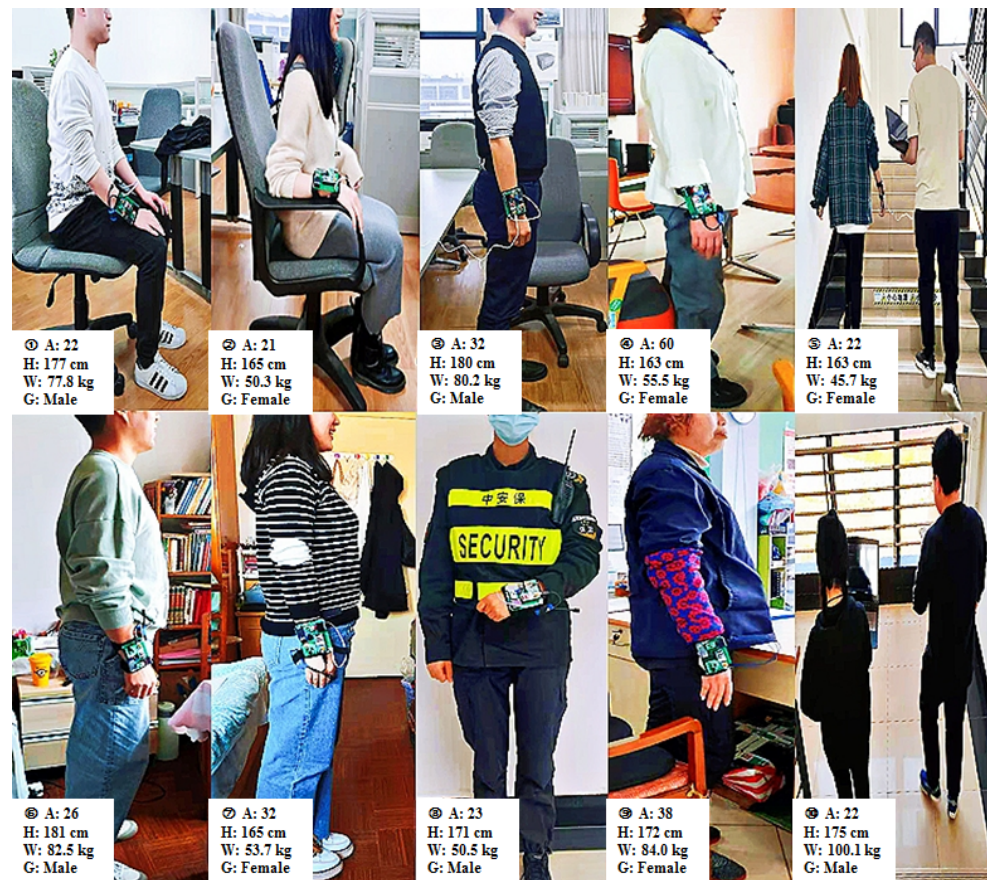 ① A: 22
H: 177 cm
W: 77.8 kg
G: Male
② A: 21
H: 165 cm
W: 50.3 kg
G: Female
③ A: 32
H: 180 cm
W: 80.2 kg
G: Male
④ A: 60
H: 163 cm
W: 55.5 kg
G: Female
⑤ A: 22
H: 163 cm
W: 45.7 kg
G: Female
⑥ A: 26
H: 181 cm
W: 82.5 kg
G: Male
⑦ A: 32
H: 165 cm
W: 53.7 kg
G: Female
中安保
SECURITY
⑧ A: 23
H: 171 cm
W: 50.5 kg
G: Male
⑨ A: 38
H: 172 cm
W: 84.0 kg
G: Female
⑩ A: 22
H: 175 cm
W: 100.1 kg
G: Male